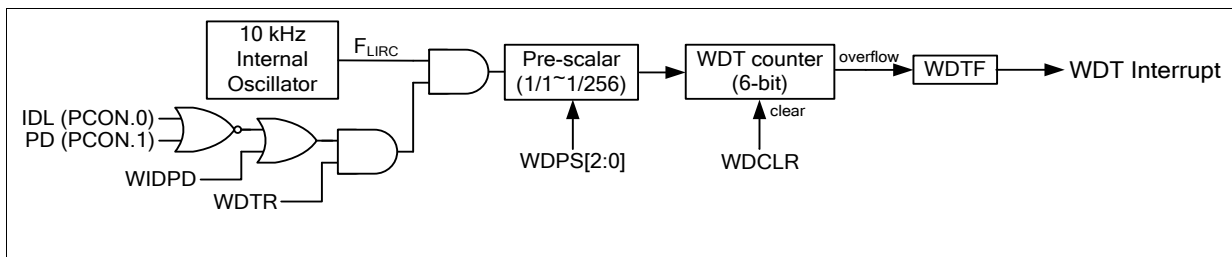 10 kHz
Internal
Oscillator
F_LIRC
Pre-scalar
(1/1~1/256)
WDT counter
(6-bit)
overflow
WDTF
WDT Interrupt
clear
IDL (PCON.0)
PD (PCON.1)
WIDPD
WDTR
WDPS[2:0]
WDCLR